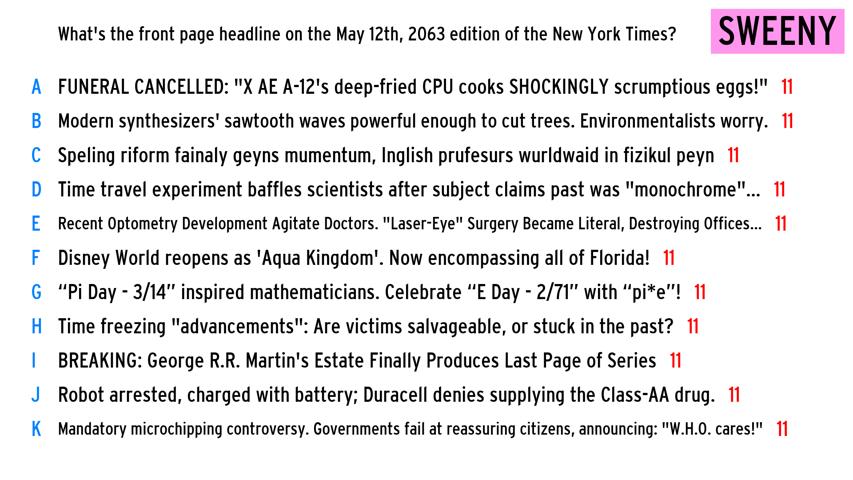 What's the front page headline on the May 12th, 2063 edition of the New York Times?
SWEENY
A FUNERAL CANCELLED: "X AE A-12's deep-fried CPU cooks SHOCKINGLY scrumptious eggs!" 11
B Modern synthesizers' sawtooth waves powerful enough to cut trees. Environmentalists worry. 11
C Speling riform fainaly geyns mumentum, Inglish prufesurs wurldwaid in fizikul peyn 11
D Time travel experiment baffles scientists after subject claims past was "monochrome"... 11
E Recent Optometry Development Agitate Doctors. "Laser-Eye" Surgery Became Literal, Destroying Offices... 11
F Disney World reopens as 'Aqua Kingdom'. Now encompassing all of Florida! 11
G “Pi Day - 3/14” inspired mathematicians. Celebrate “E Day - 2/71” with “pi*e”! 11
H Time freezing "advancements": Are victims salvageable, or stuck in the past? 11
I BREAKING: George R.R. Martin's Estate Finally Produces Last Page of Series 11
J Robot arrested, charged with battery; Duracell denies supplying the Class-AA drug. 11
K Mandatory microchipping controversy. Governments fail at reassuring citizens, announcing: "W.H.O. cares!" 11